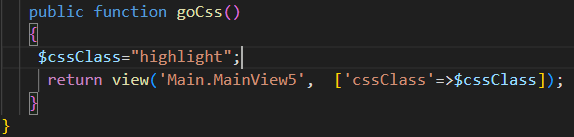 public function goCss()
{
$cssClass="highlight";
return view('Main.MainView5', ['cssClass'=>$cssClass]);
}
}